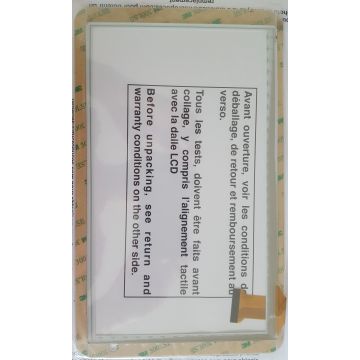 Avant ouverture, voir les conditions de
déballage, de retour et remboursement au
verso.
Tous les tests, doivent être faits avant
collage, y compris l'alignement tactile
avec la dalle LCD
Before unpacking, see return and
warranty conditions on the other side.